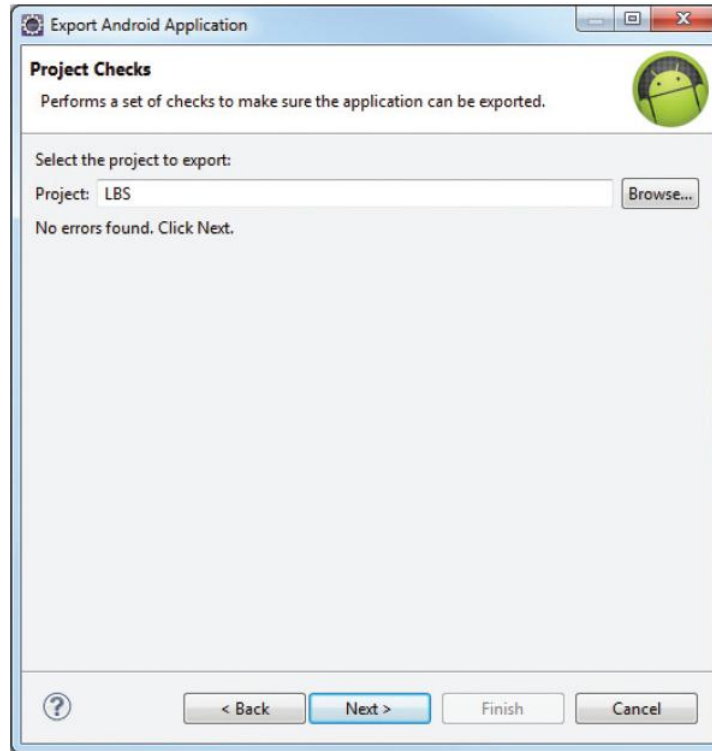 Export Android Application
Project Checks
Performs a set of checks to make sure the application can be exported.
Select the project to export:
Project: LBS Browse...
No errors found. Click Next.
? < Back Next > Finish Cancel